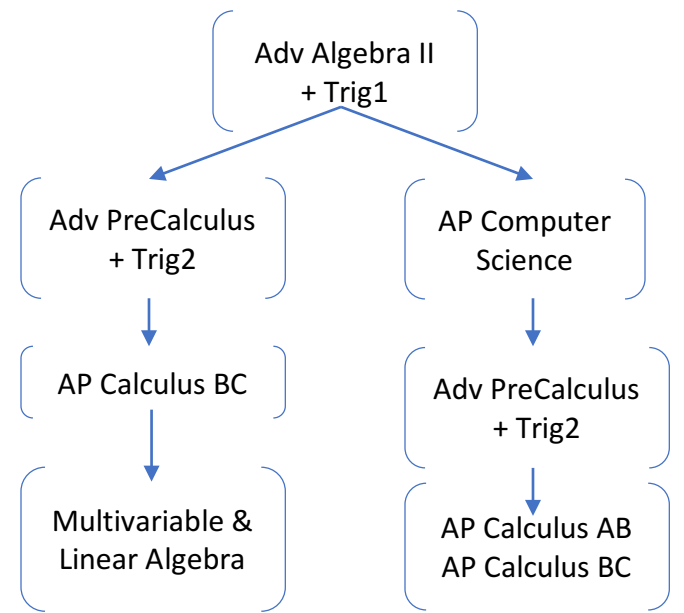 Adv Algebra II
+ Trig1
Adv PreCalculus
+ Trig2
AP Computer
Science
AP Calculus BC
Adv PreCalculus
+ Trig2
Multivariable &
Linear Algebra
AP Calculus AB
AP Calculus BC